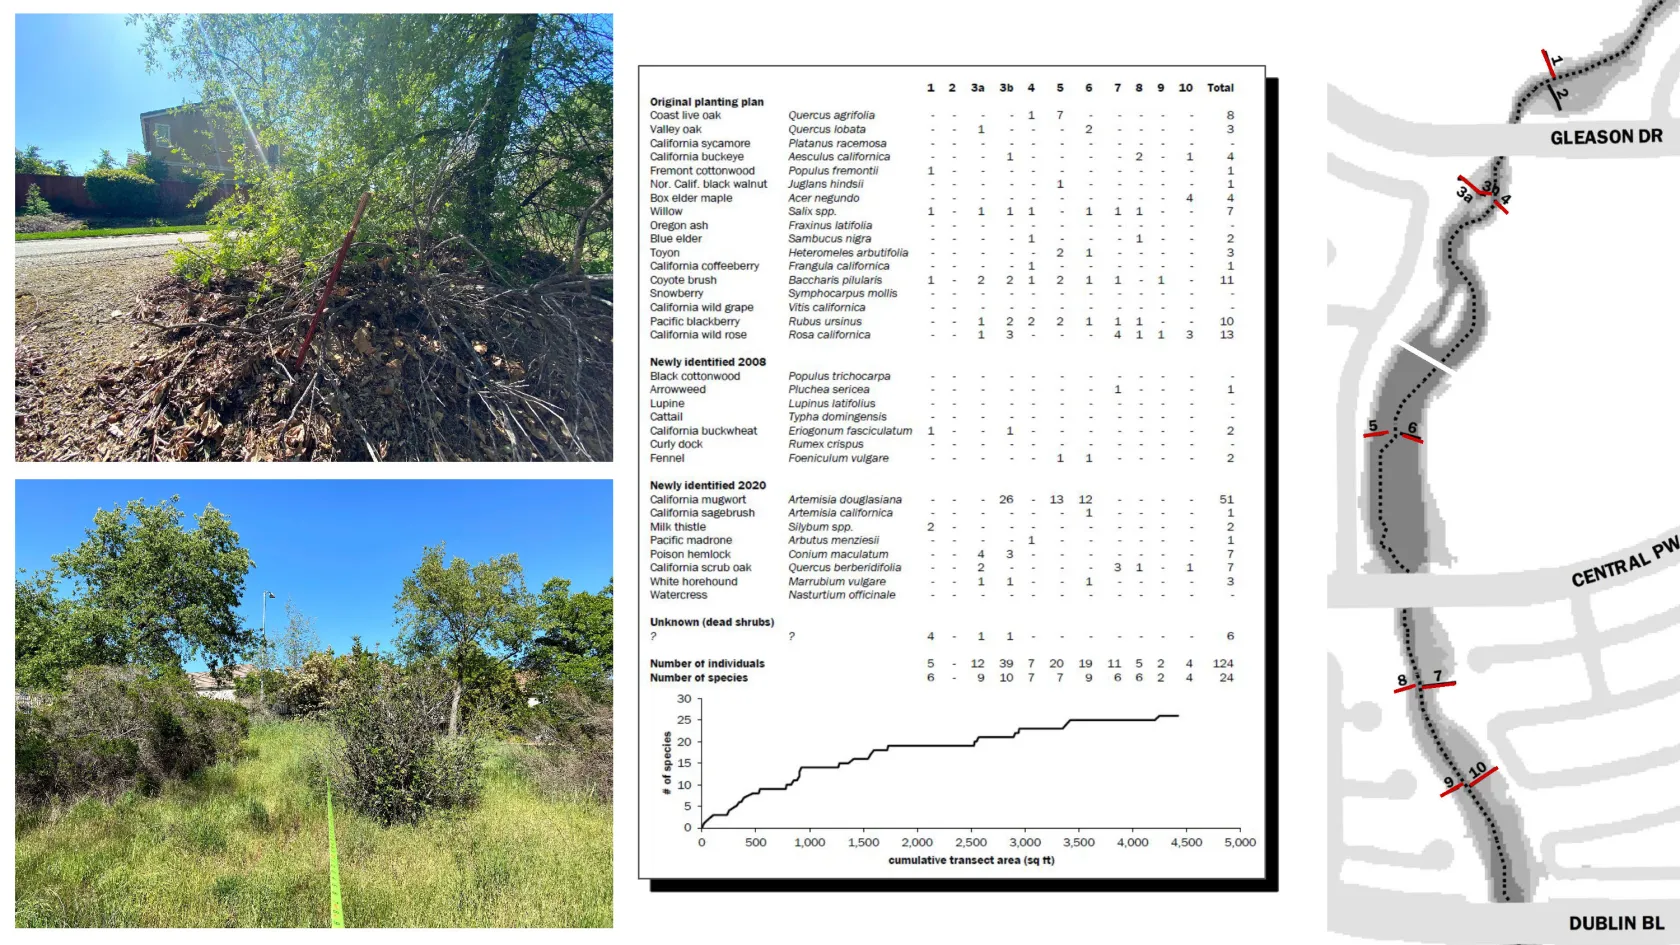 1 2 3a 3b 4 5 6 7 8 9 10 Total
Original planting plan
Coast live oak Quercus agrifolia - - - - 1 7 - - - - - 8
Valley oak Quercus lobata - - 1 - - - 2 - - - - 3
California sycamore Platanus racemosa - - - - - - - - - - - -
California buckeye Aesculus californica - - - 1 - - - - 2 - 1 4
Fremont cottonwood Populus fremontii 1 - - - - - - - - - - 1
Nor. Calif. black walnut Juglans hindsii - - - - - 1 - - - - - 1
Box elder maple Acer negundo - - - - - - - - - - 4 4
Willow Salix spp. 1 - 1 1 1 - 1 1 1 - - 7
Oregon ash Fraxinus latifolia - - - - - - - - - - - -
Blue elder Sambucus nigra - - - - 1 - - - 1 - - 2
Toyon Heteromeles arbutifolia - - - - - 2 1 - - - - 3
California coffeeberry Frangula californica - - - - 1 - - - - - - 1
Coyote brush Baccharis pilularis 1 - 2 2 1 2 1 1 - 1 - 11
Snowberry Symphocarpus mollis - - - - - - - - - - - -
California wild grape Vitis californica - - - - - - - - - - - -
Pacific blackberry Rubus ursinus - - 1 2 2 2 1 1 1 - - 10
California wild rose Rosa californica - - 1 3 - - - 4 1 1 3 13
Newly identified 2008
Black cottonwood Populus trichocarpa - - - - - - - - - - - -
Arrowweed Pluchea sericea - - - - - - - 1 - - - 1
Lupine Lupinus latifolius - - - - - - - - - - - -
Cattail Typha domingensis - - - - - - - - - - - -
California buckwheat Eriogonum fasciculatum 1 - - 1 - - - - - - - 2
Curly dock Rumex crispus - - - - - - - - - - - -
Fennel Foeniculum vulgare - - - - - 1 1 - - - - 2
Newly identified 2020
California mugwort Artemisia douglasiana - - - 26 - 13 12 - - - - 51
California sagebrush Artemisia californica - - - - - - 1 - - - - 1
Milk thistle Silybum spp. 2 - - - - - - - - - - 2
Pacific madrone Arbutus menziesii - - - - 1 - - - - - - 1
Poison hemlock Conium maculatum - - 4 3 - - - - - - - 7
California scrub oak Quercus berberidifolia - - 2 - - - - 3 1 - 1 7
White horehound Marrubium vulgare - - 1 1 - - 1 - - - - 3
Watercress Nasturtium officinale - - - - - - - - - - - -
Unknown (dead shrubs)
? ? 4 - 1 1 - - - - - - - 6
Number of individuals 5 - 12 39 7 20 19 11 5 2 4 124
Number of species 6 - 9 10 7 7 9 6 6 2 4 24
30
25
20
15
10
5
0
# of species
0 500 1,000 1,500 2,000 2,500 3,000 3,500 4,000 4,500 5,000
cumulative transect area (sq ft)
1
2
GLEASON DR
3a 3b 4
5 6
CENTRAL PW
8 7
9 10
DUBLIN BL